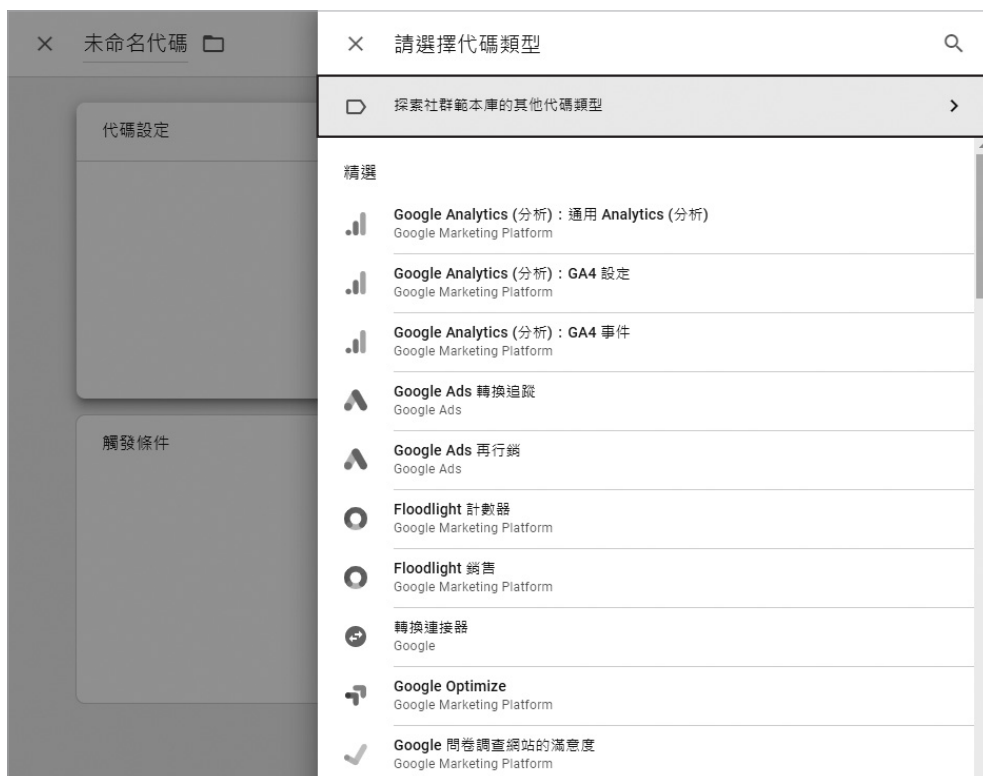 未命名代碼
代碼設定
觸發條件
請選擇代碼類型
探索社群範本庫的其他代碼類型
精選
Google Analytics (分析)：通用 Analytics (分析)
Google Marketing Platform
Google Analytics (分析)：GA4 設定
Google Marketing Platform
Google Analytics (分析)：GA4 事件
Google Marketing Platform
Google Ads 轉換追蹤
Google Ads
Google Ads 再行銷
Google Ads
Floodlight 計數器
Google Marketing Platform
Floodlight 銷售
Google Marketing Platform
轉換連接器
Google
Google Optimize
Google Marketing Platform
Google 問卷調查網站的滿意度
Google Marketing Platform